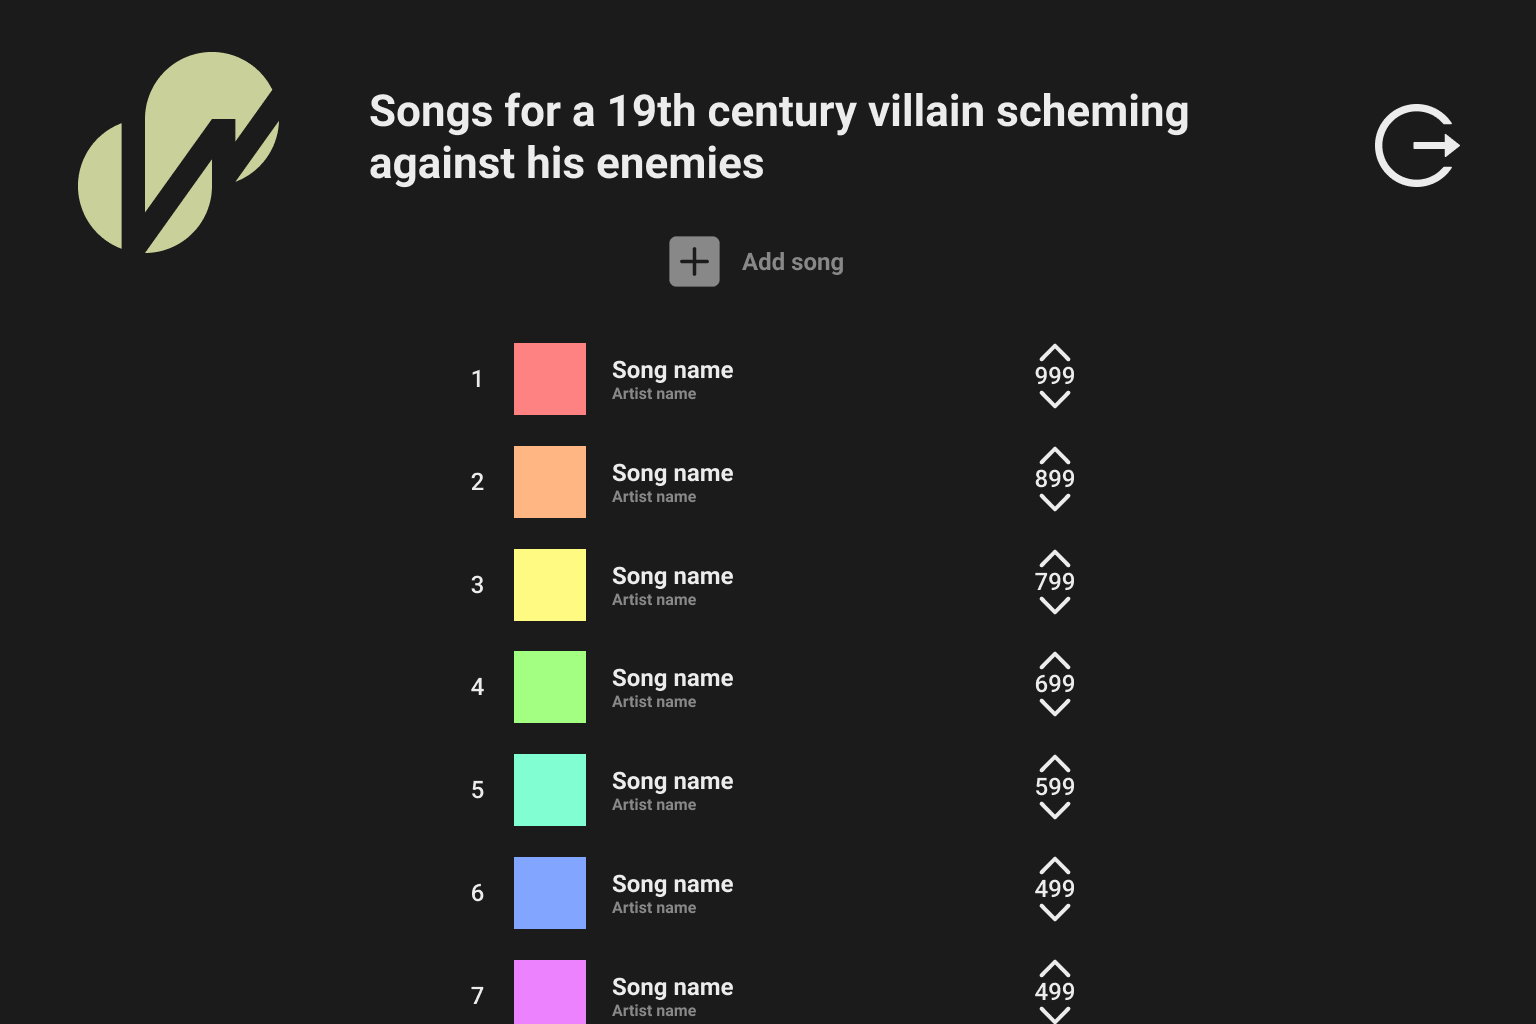 Songs for a 19th century villain scheming
against his enemies
Add song
1
Song name
Artist name
999
2
Song name
Artist name
899
3
Song name
Artist name
799
4
Song name
Artist name
699
5
Song name
Artist name
599
6
Song name
Artist name
499
7
Song name
Artist name
499